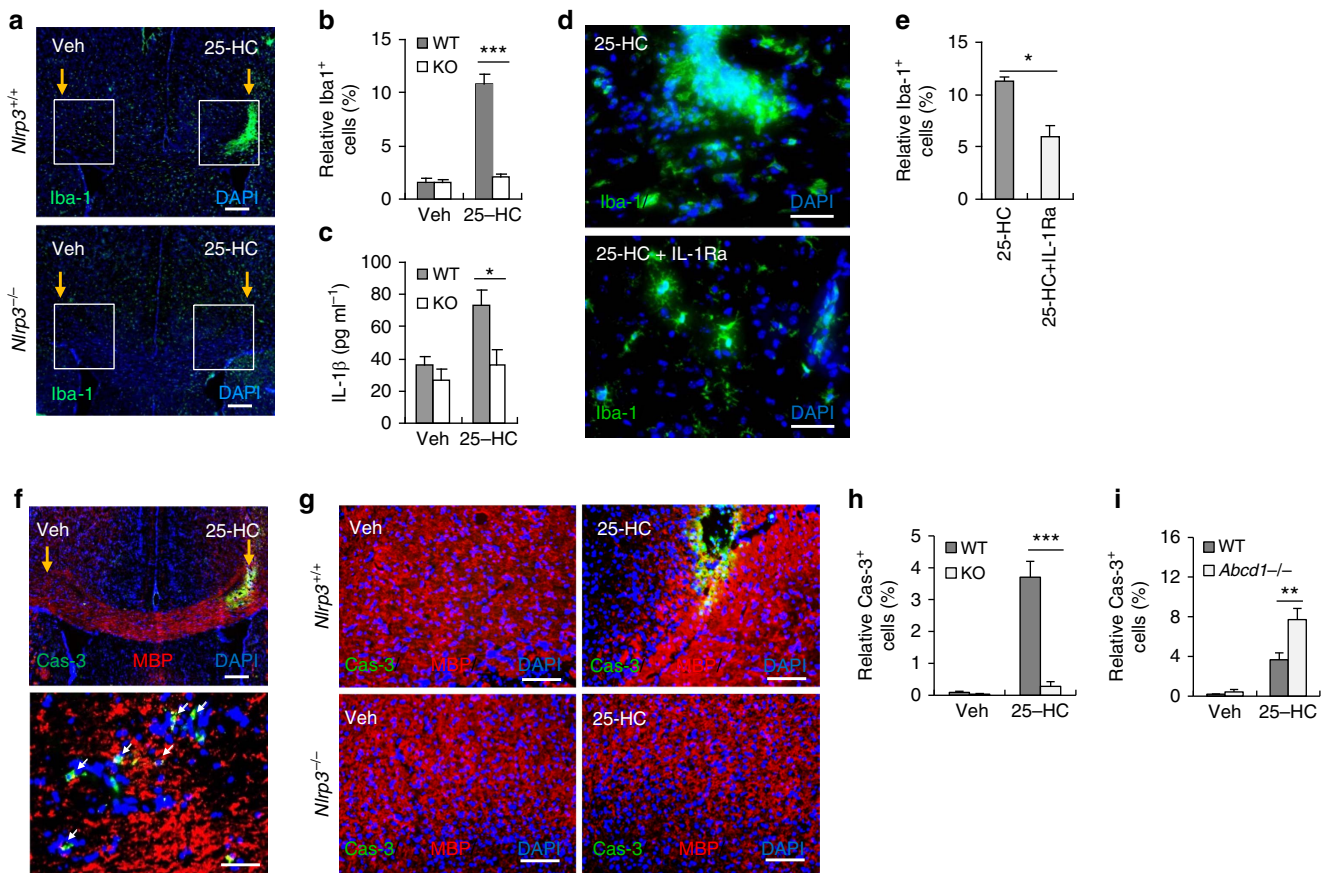 a
Veh 25-HC
Nlrp3+/+
Iba-1 DAPI
Veh 25-HC
Nlrp3−/−
Iba-1 DAPI
b
WT
KO
***
Relative Iba1+ cells (%)
15
10
5
0
Veh 25–HC
c
WT
KO
*
IL-1β (pg ml−1)
100
80
60
40
20
0
Veh 25–HC
d
25-HC
Iba-1/ DAPI
25-HC + IL-1Ra
Iba-1 DAPI
e
*
Relative Iba-1+ cells (%)
15
10
5
0
25-HC
25-HC+IL-1Ra
f
Veh 25-HC
Cas-3 MBP DAPI
g
Nlrp3+/+
Veh
Cas-3 MBP DAPI
25-HC
Cas-3 MBP DAPI
Nlrp3−/−
Veh
Cas-3 MBP DAPI
25-HC
Cas-3 MBP DAPI
h
WT
KO
***
Relative Cas-3+ cells (%)
5
4
3
2
1
0
Veh 25–HC
i
WT
Abcd1–/–
**
Relative Cas-3+ cells (%)
16
12
8
4
0
Veh 25–HC